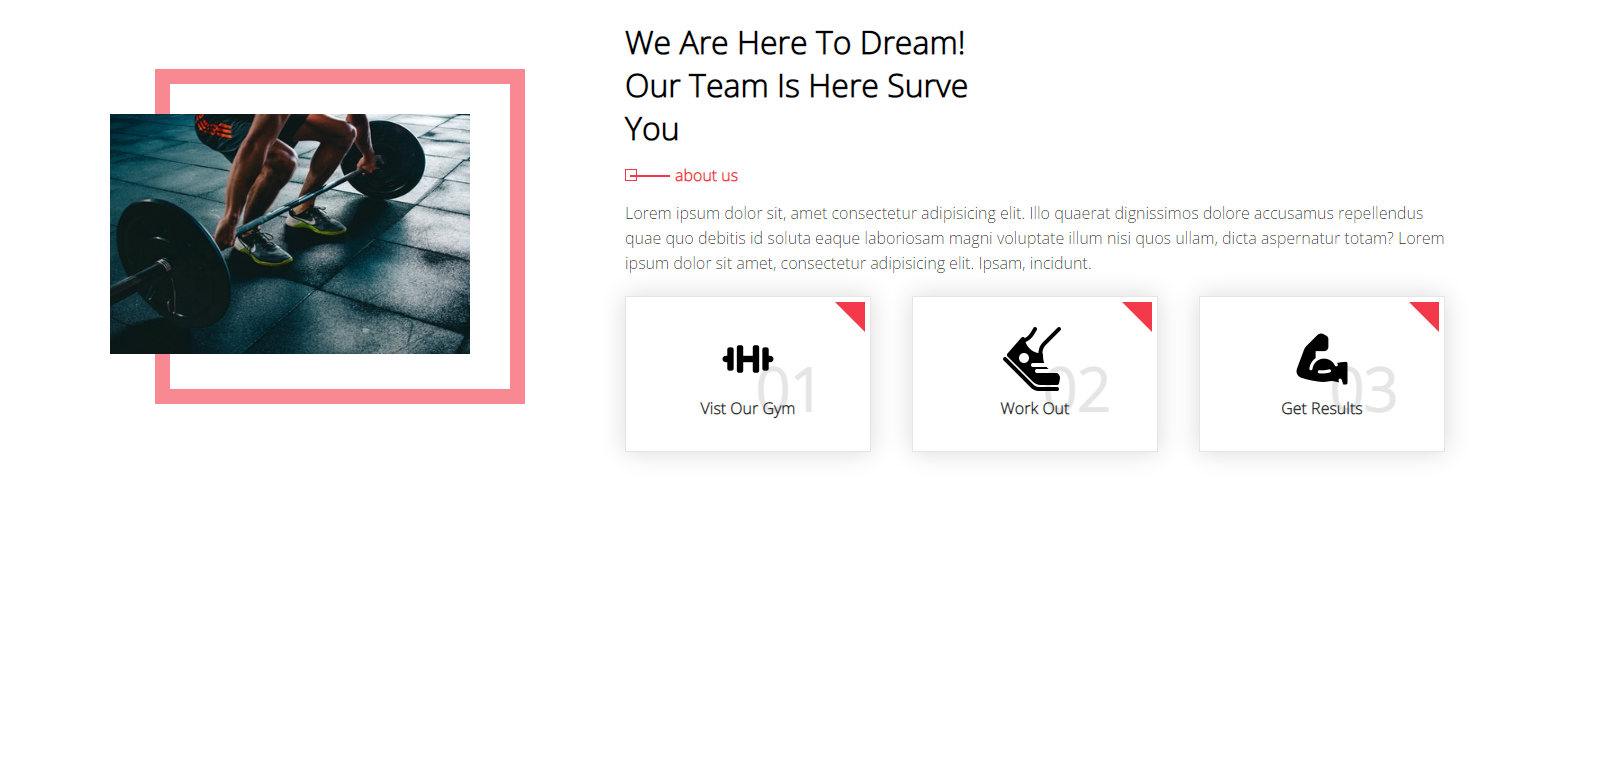 We Are Here To Dream!
Our Team Is Here Surve
You
about us
Lorem ipsum dolor sit, amet consectetur adipisicing elit. Illo quaerat dignissimos dolore accusamus repellendus
quae quo debitis id soluta eaque laboriosam magni voluptate illum nisi quos ullam, dicta aspernatur totam? Lorem
ipsum dolor sit amet, consectetur adipisicing elit. Ipsam, incidunt.
01
Vist Our Gym
02
Work Out
03
Get Results